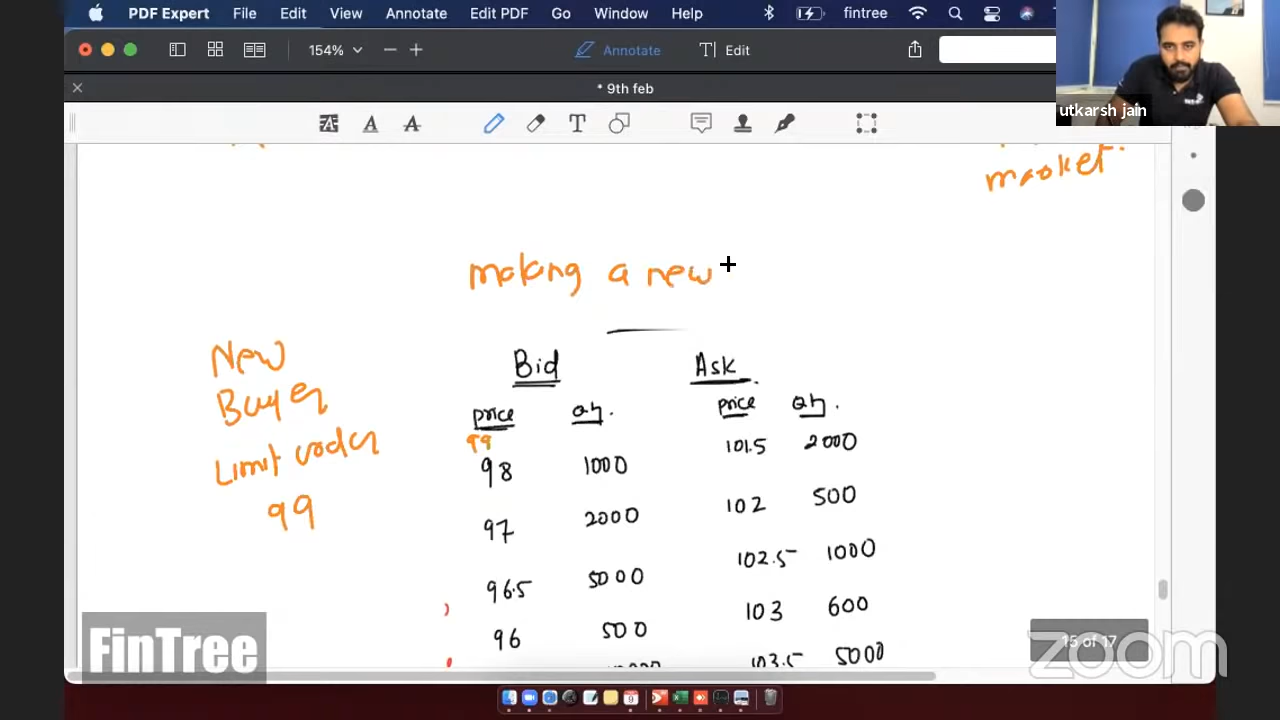 PDF Expert File Edit View Annotate Edit PDF Go Window Help fintree
154% Annotate T| Edit
* 9th feb
utkarsh jain
market.
making a new
New
Buyer
Limit order
99
Bid Ask
price qty. price qty.
99
98 1000 101.5 2000
97 2000 102 500
96.5 5000 102.5 1000
96 500 103 600
103.5 5000
FinTree
15 of 17
zoom